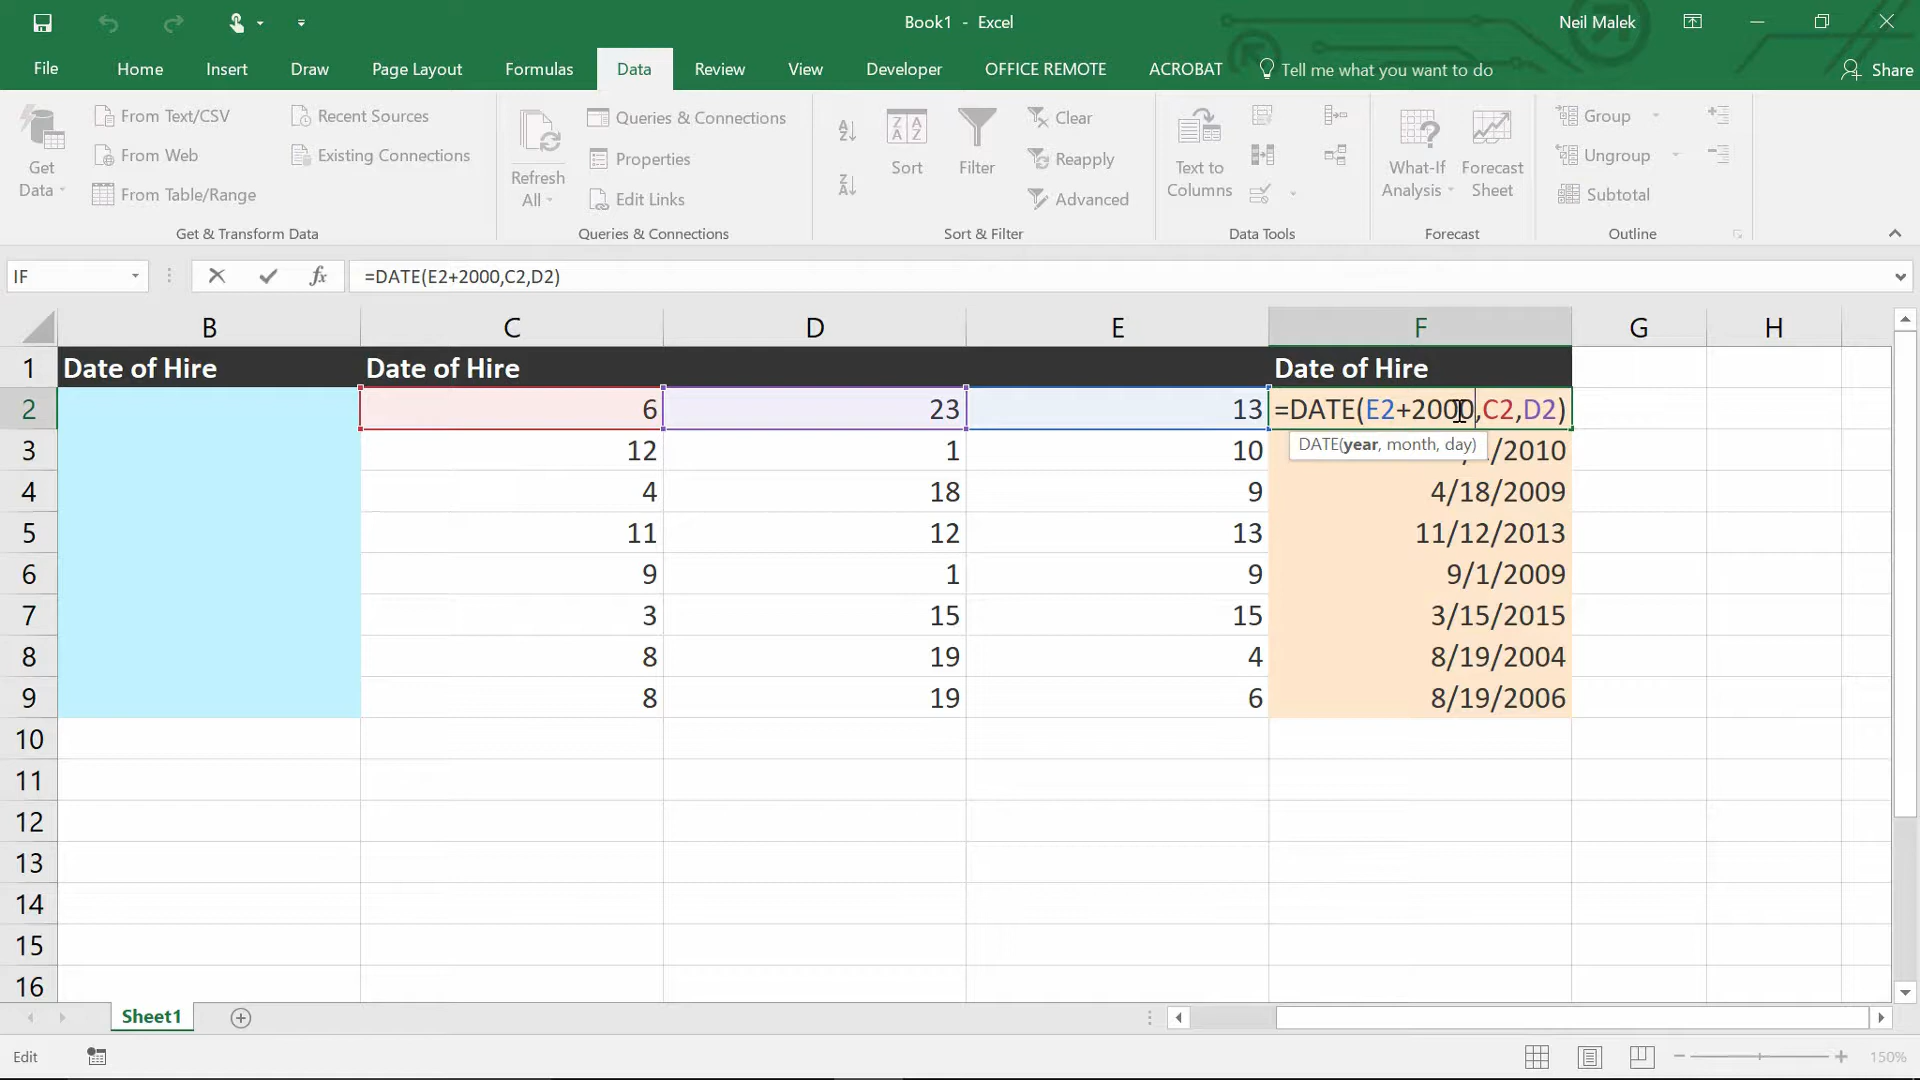 Book1 - Excel
Neil Malek
File Home Insert Draw Page Layout Formulas Data Review View Developer OFFICE REMOTE ACROBAT Tell me what you want to do Share
Get Data
From Text/CSV
From Web
From Table/Range
Recent Sources
Existing Connections
Get & Transform Data
Refresh All
Queries & Connections
Properties
Edit Links
Queries & Connections
Sort
Filter
Clear
Reapply
Advanced
Sort & Filter
Text to Columns
Data Tools
What-If Analysis
Forecast Sheet
Forecast
Group
Ungroup
Subtotal
Outline
IF fx =DATE(E2+2000,C2,D2)
B C D E F G H
1 Date of Hire Date of Hire Date of Hire
2 6 23 13 =DATE(E2+2000,C2,D2)
DATE(year, month, day)
3 12 1 10 /2010
4 4 18 9 4/18/2009
5 11 12 13 11/12/2013
6 9 1 9 9/1/2009
7 3 15 15 3/15/2015
8 8 19 4 8/19/2004
9 8 19 6 8/19/2006
10
11
12
13
14
15
16
Sheet1
Edit
150%